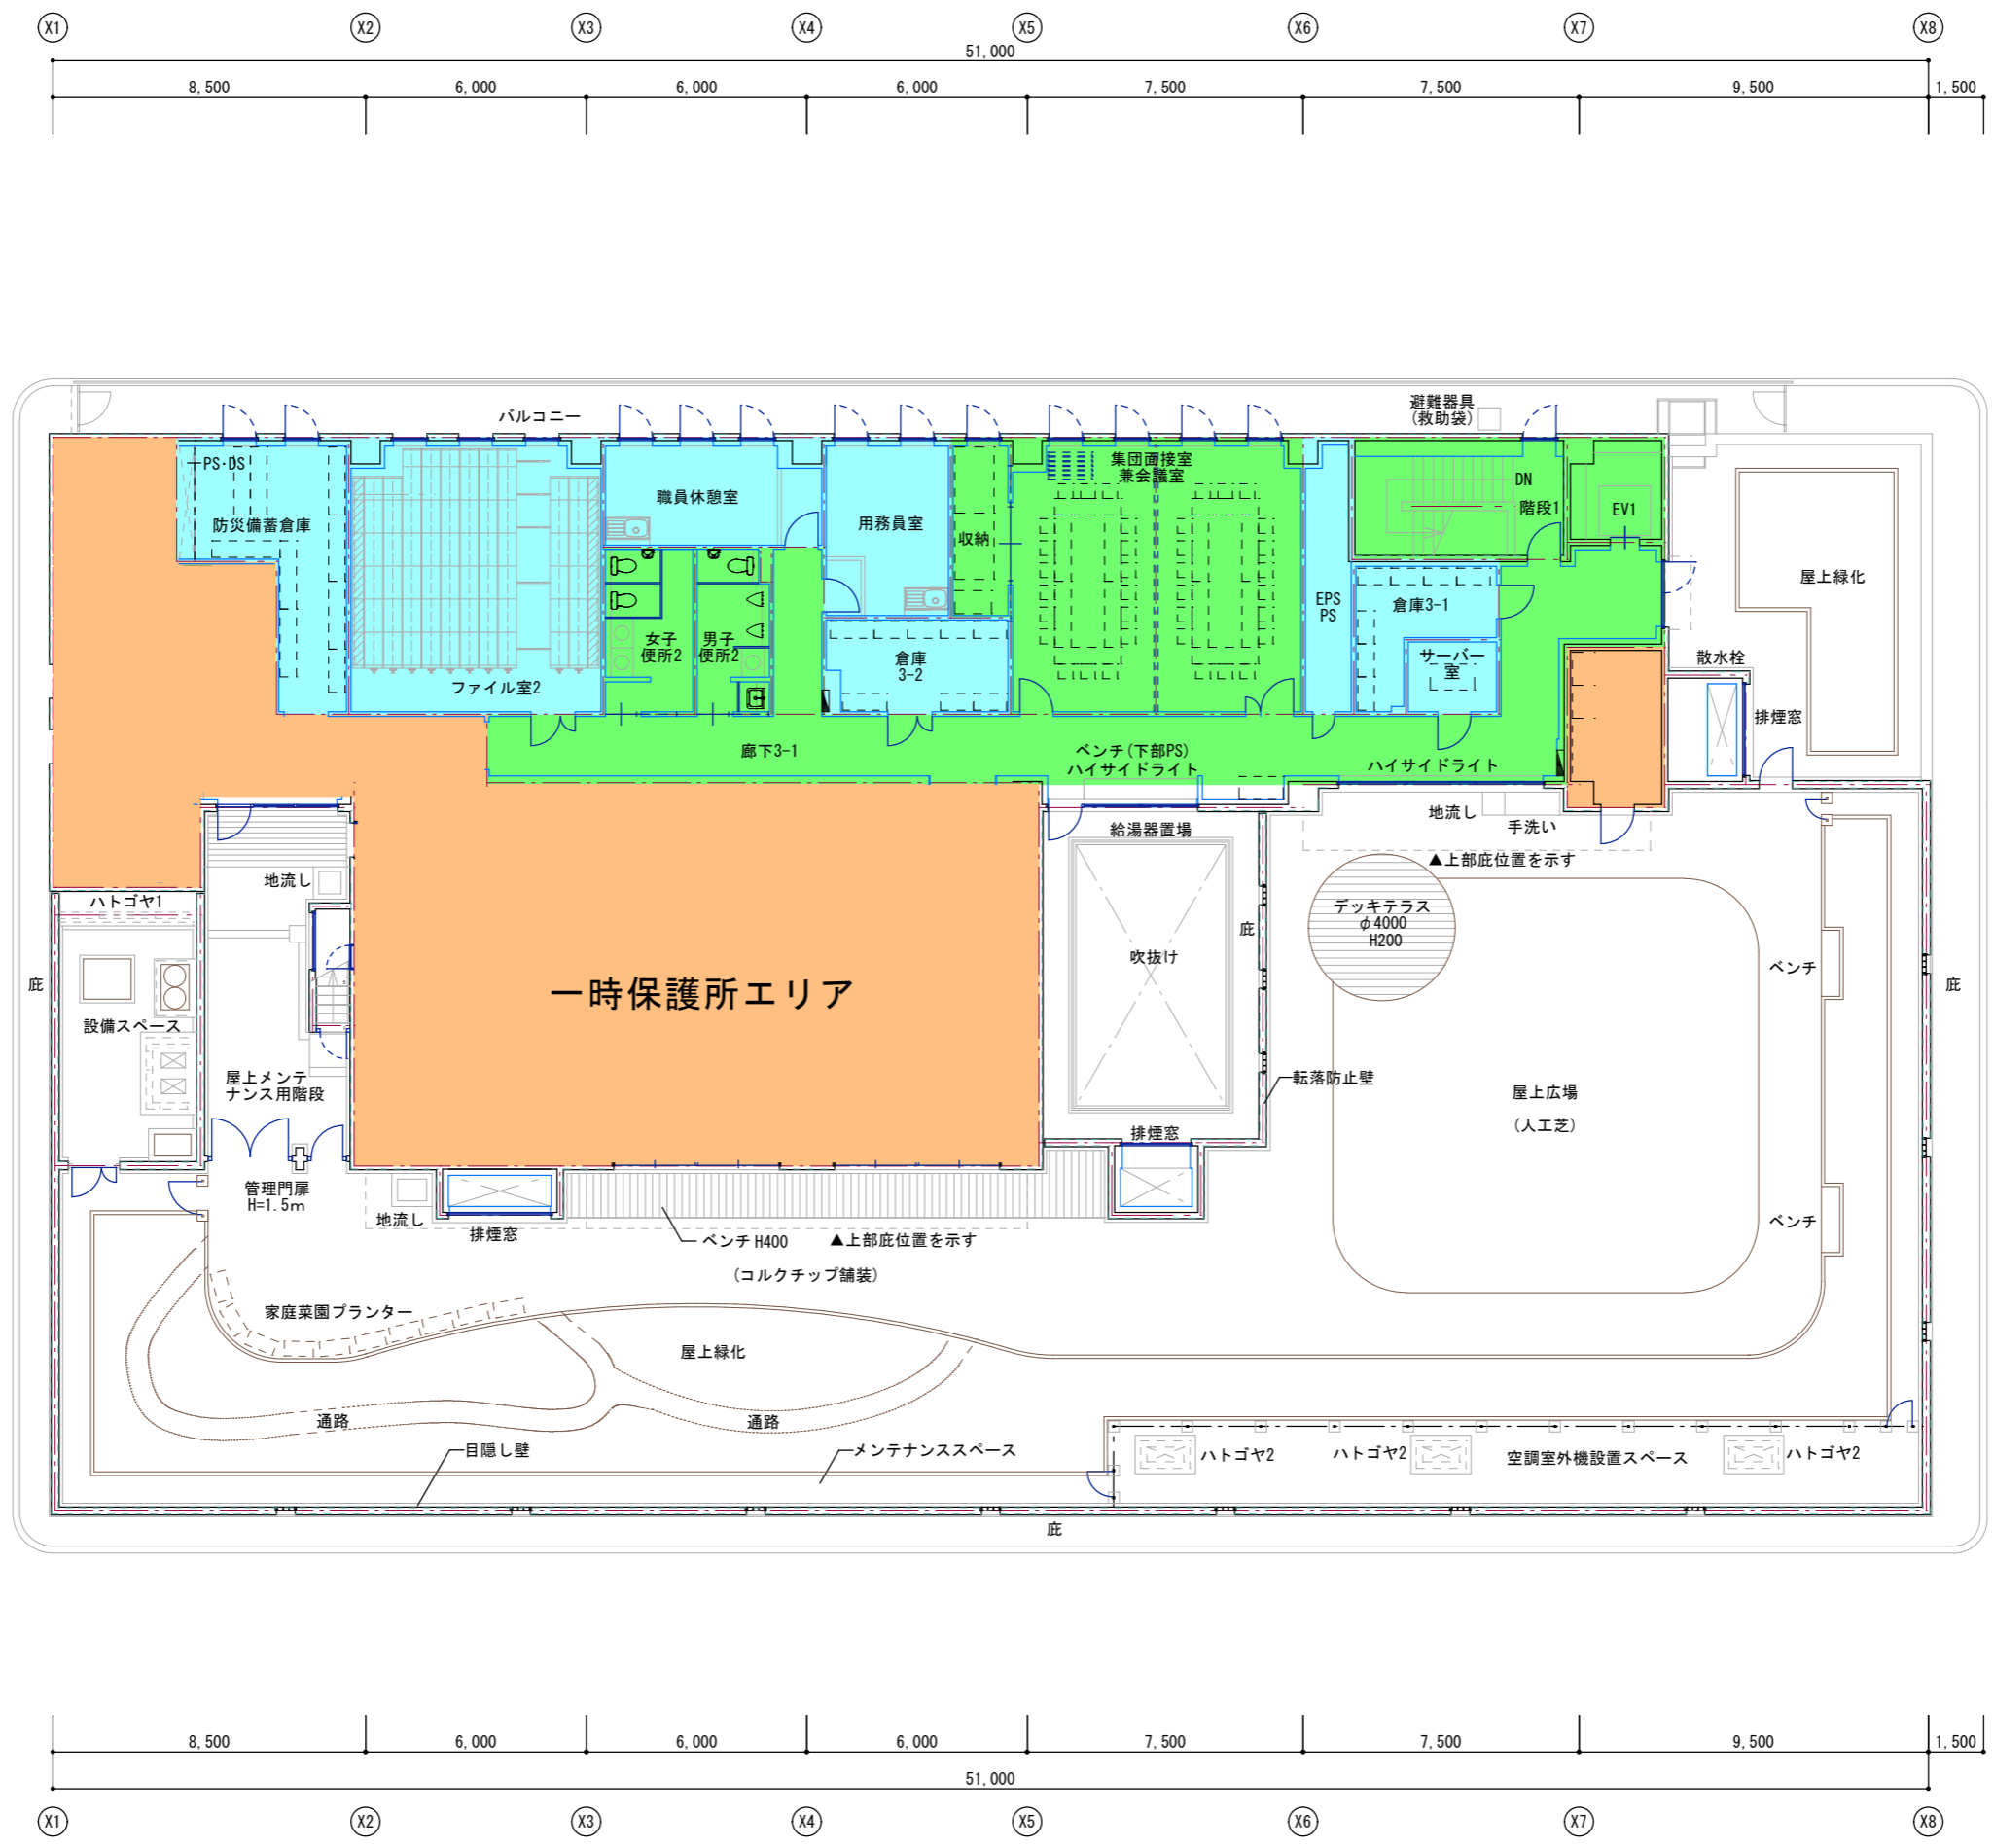 X1 X2 X3 X4 X5 X6 X7 X8
51,000
8,500 6,000 6,000 6,000 7,500 7,500 9,500 1,500
バルコニー
避難器具
(救助袋)
PS・DS
防災備蓄倉庫
職員休憩室
用務員室
収納
集団面接室
兼会議室
DN
階段1
EV1
屋上緑化
EPS
PS
倉庫3-1
サーバー
室
女子
便所2
男子
便所2
倉庫
3-2
ファイル室2
散水栓
排煙窓
廊下3-1
ベンチ(下部PS)
ハイサイドライト
ハイサイドライト
地流し
手洗い
給湯器置場
▲上部庇位置を示す
地流し
ハトゴヤ1
デッキテラス
φ4000
H200
庇
吹抜け
庇
一時保護所エリア
ベンチ
庇
設備スペース
屋上メンテ
ナンス用階段
転落防止壁
屋上広場
(人工芝)
排煙窓
管理門扉
H=1.5m
地流し
排煙窓
ベンチ H400
▲上部庇位置を示す
ベンチ
(コルクチップ舗装)
家庭菜園プランター
屋上緑化
通路
通路
目隠し壁
メンテナンススペース
ハトゴヤ2
ハトゴヤ2
空調室外機設置スペース
ハトゴヤ2
庇
8,500 6,000 6,000 6,000 7,500 7,500 9,500 1,500
51,000
X1 X2 X3 X4 X5 X6 X7 X8